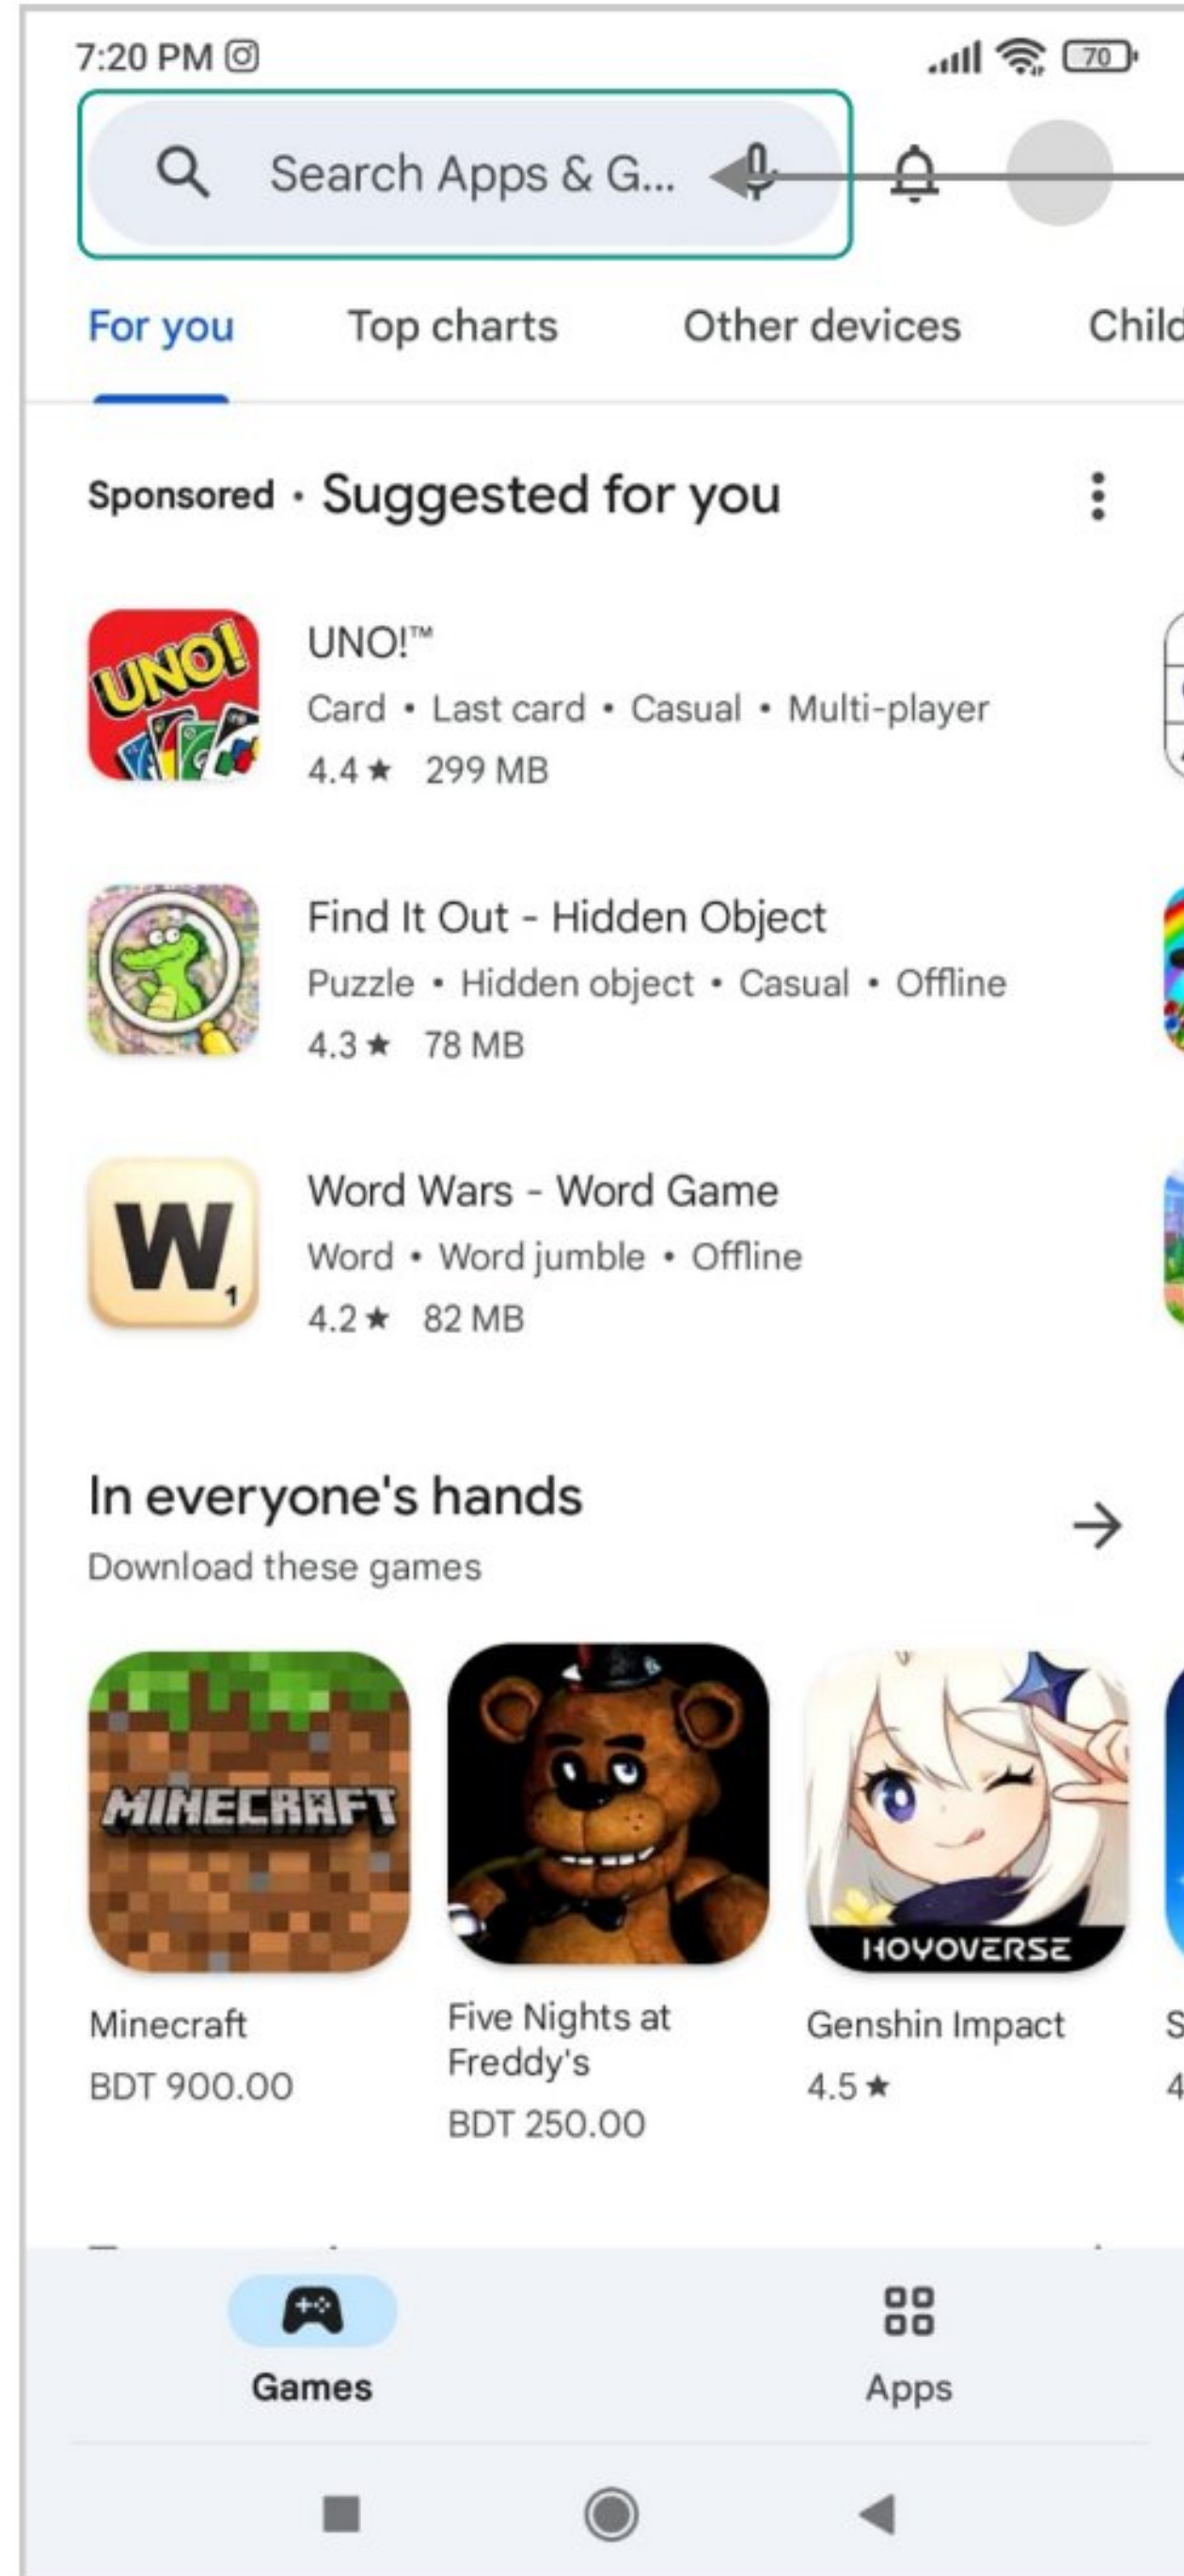 7:20 PM
70
Search Apps & G...
For you Top charts Other devices Child
Sponsored • Suggested for you
UNO!
UNO!™
Card • Last card • Casual • Multi-player
4.4★ 299 MB
Find It Out - Hidden Object
Puzzle • Hidden object • Casual • Offline
4.3★ 78 MB
W1
Word Wars - Word Game
Word • Word jumble • Offline
4.2★ 82 MB
In everyone's hands
Download these games
MINECRAFT
HOYOVERSE
Minecraft
BDT 900.00
Five Nights at
Freddy's
BDT 250.00
Genshin Impact
4.5★
S
4
Games Apps